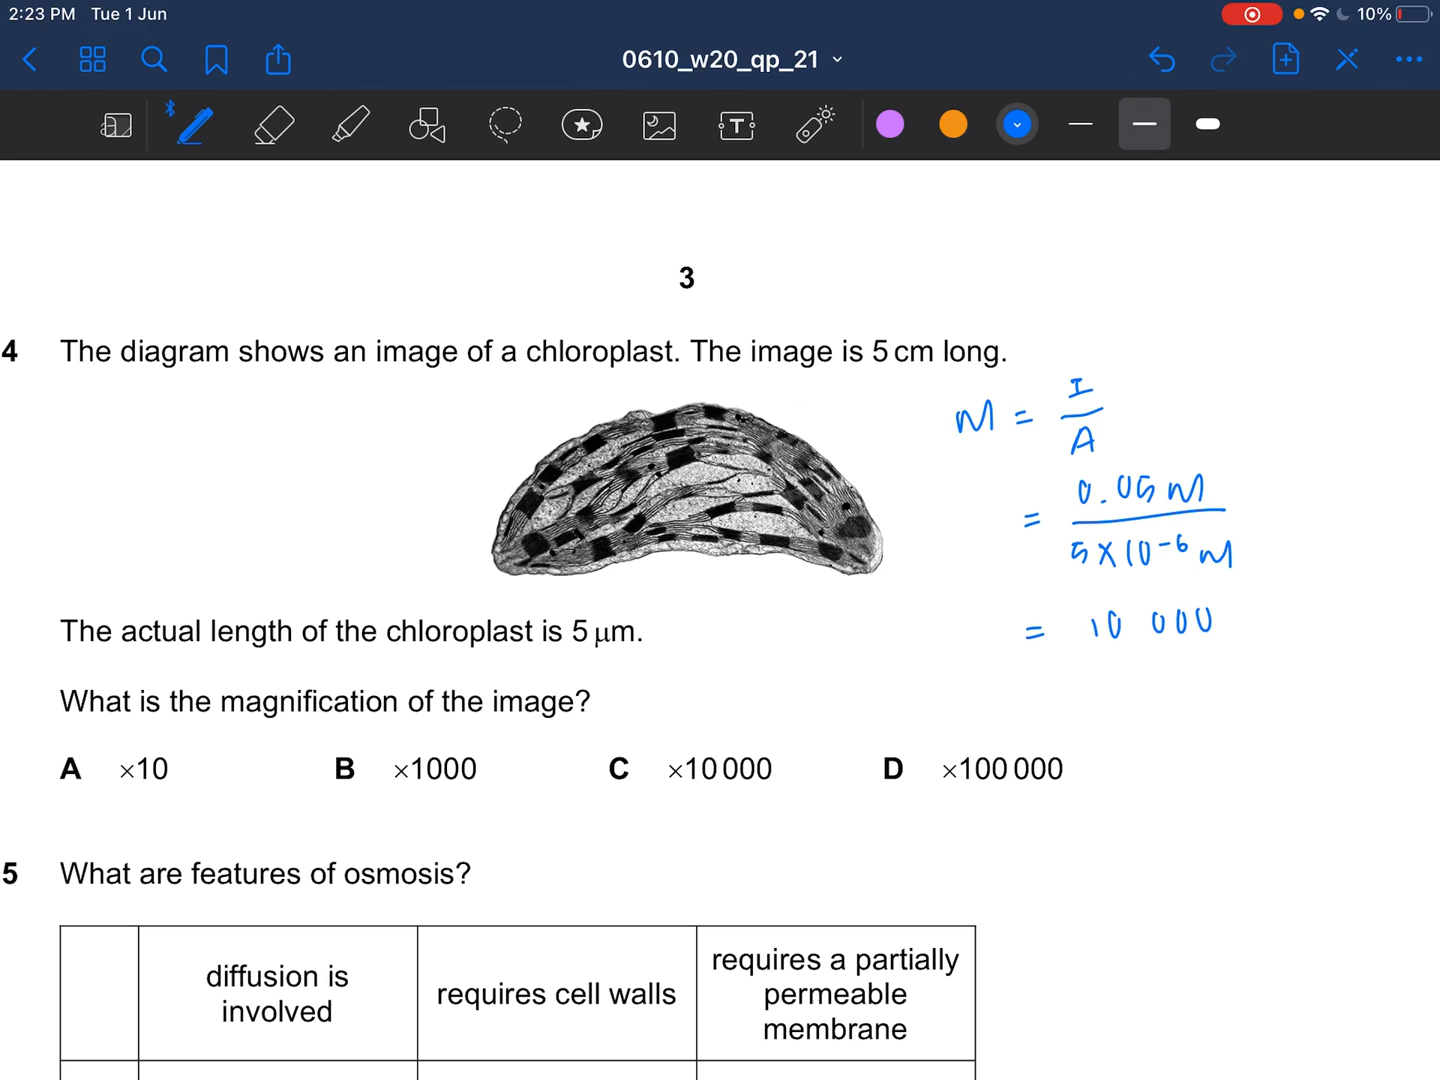 2:23 PM Tue 1 Jun
10%
0610_w20_qp_21
T
3
4 The diagram shows an image of a chloroplast. The image is 5 cm long.
M = I
A
= 0.05 M
5 × 10⁻⁶ M
= 10 000
The actual length of the chloroplast is 5 μm.
What is the magnification of the image?
A ×10 B ×1000 C ×10 000 D ×100 000
5 What are features of osmosis?
diffusion is
involved
requires cell walls
requires a partially
permeable
membrane